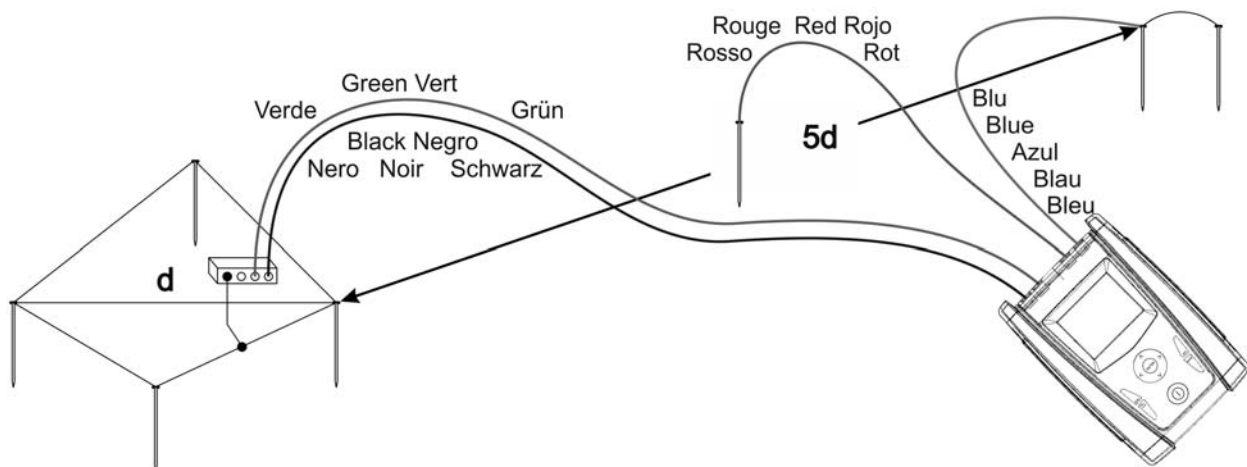 Rouge Red Rojo
Rosso Rot
Green Vert
Verde Grün
Black Negro
Nero Noir Schwarz
5d
Blu
Blue
Azul
Blau
Bleu
d